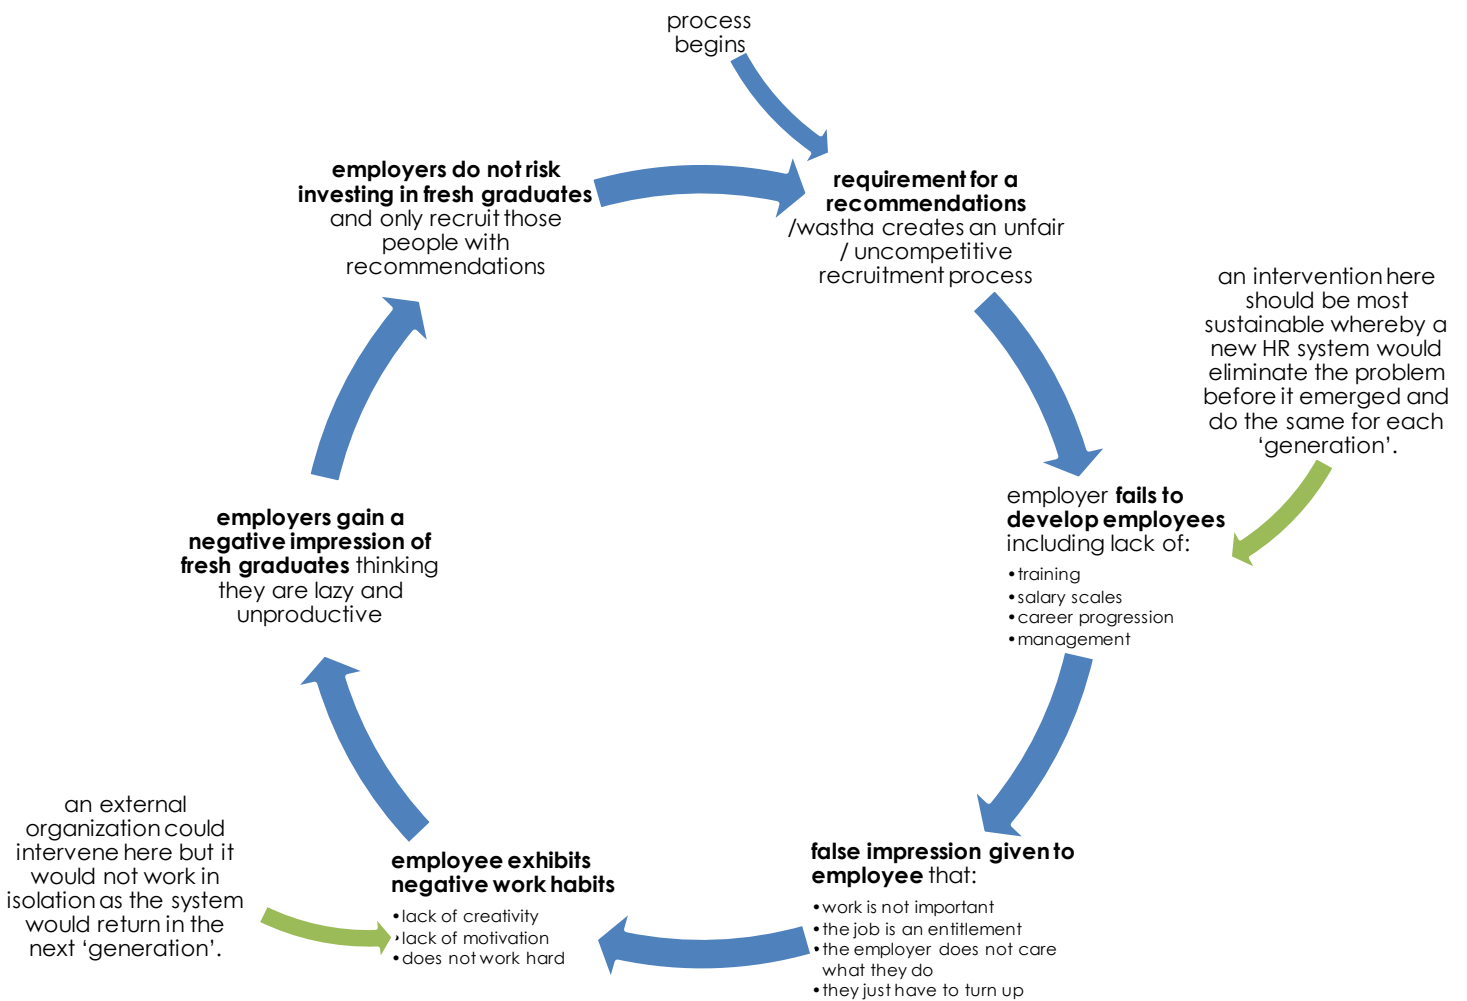 process
begins
requirement for a
recommendations
/wastha creates an unfair
/ uncompetitive
recruitment process
an intervention here
should be most
sustainable whereby a
new HR system would
eliminate the problem
before it emerged and
do the same for each
‘generation’.
employer fails to
develop employees
including lack of:
•training
•salary scales
•career progression
•management
false impression given to
employee that:
•work is not important
•the job is an entitlement
•the employer does not care
what they do
•they just have to turn up
employee exhibits
negative work habits
•lack of creativity
•lack of motivation
•does not work hard
an external
organization could
intervene here but it
would not work in
isolation as the system
would return in the
next ‘generation’.
employers gain a
negative impression of
fresh graduates thinking
they are lazy and
unproductive
employers do not risk
investing in fresh graduates
and only recruit those
people with
recommendations